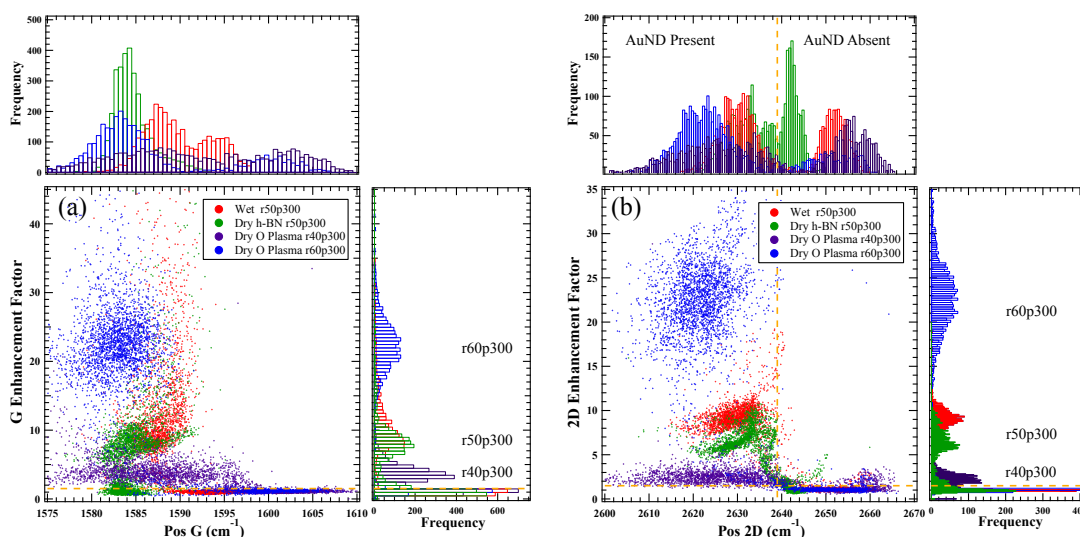 500
400
300
200
100
0
Frequency
(a)
Wet r50p300
Dry h-BN r50p300
Dry O Plasma r40p300
Dry O Plasma r60p300
40
30
20
10
0
G Enhancement Factor
1575 1580 1585 1590 1595 1600 1605 1610
Pos G (cm-1)
r60p300
r50p300
r40p300
0 200 400 600
Frequency
200
150
100
50
Frequency
AuND Present
AuND Absent
(b)
Wet r50p300
Dry h-BN r50p300
Dry O Plasma r40p300
Dry O Plasma r60p300
35
30
25
20
15
10
5
0
2D Enhancement Factor
2600 2610 2620 2630 2640 2650 2660 2670
Pos 2D (cm-1)
r60p300
r50p300
r40p300
0 100 200 300 400
Frequency